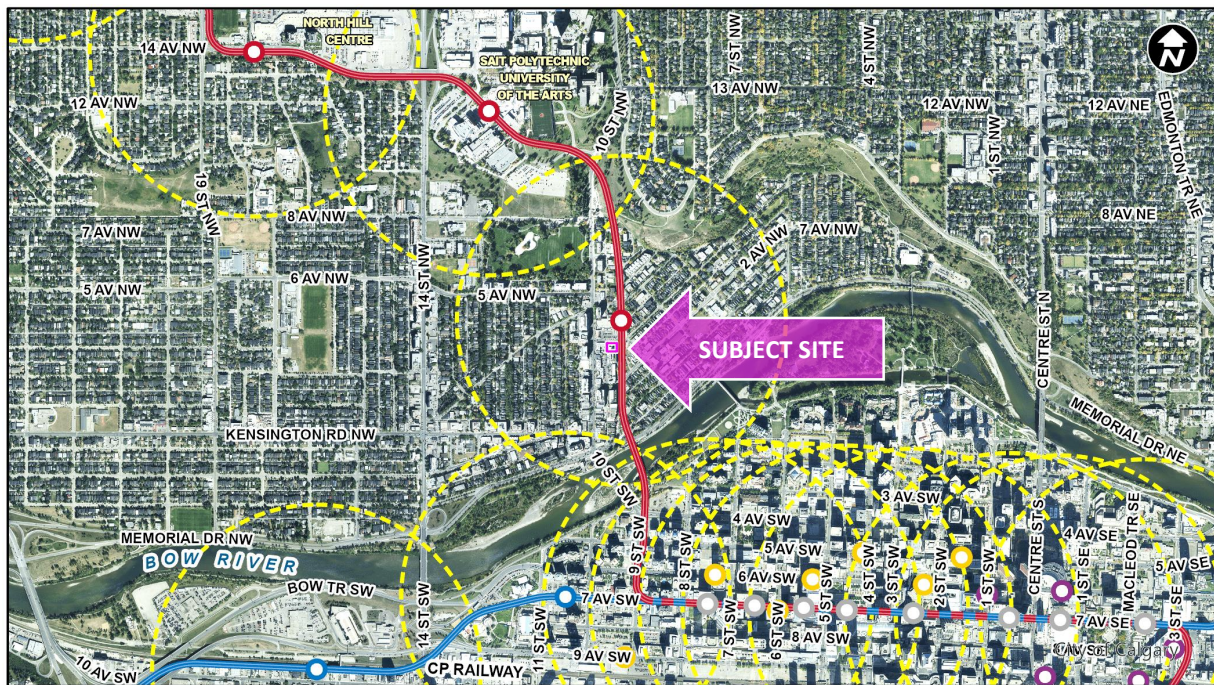 NORTH HILL
CENTRE
14 AV NW
SAIT POLYTECHNIC
UNIVERSITY
OF THE ARTS
7 ST NW
4 ST NW
N
13 AV NW
12 AV NW
12 AV NW
12 AV NE
EDMONTON TR NE
10 ST NW
1 ST NW
19 ST NW
8 AV NW
8 AV NE
7 AV NW
7 AV NW
2 AV NW
14 ST NW
6 AV NW
5 AV NW
5 AV NW
SUBJECT SITE
CENTRE ST N
MEMORIAL DR NE
KENSINGTON RD NW
10 ST SW
3 AV SW
4 AV SW
MEMORIAL DR NW
BOW RIVER
9 ST SW
8 ST SW
5 AV SW
4 ST SW
3 ST SW
2 ST SW
1 ST SW
CENTRE ST S
1 ST SE
4 AV SE
MACLEOD TR SE
5 AV SE
3 ST SE
BOW TR SW
6 AV SW
5 ST SW
14 ST SW
7 AV SW
7 AV SE
11 ST SW
7 ST SW
6 ST SW
8 AV SW
9 AV SW
10 AV SW
CP RAILWAY
City of Calgary